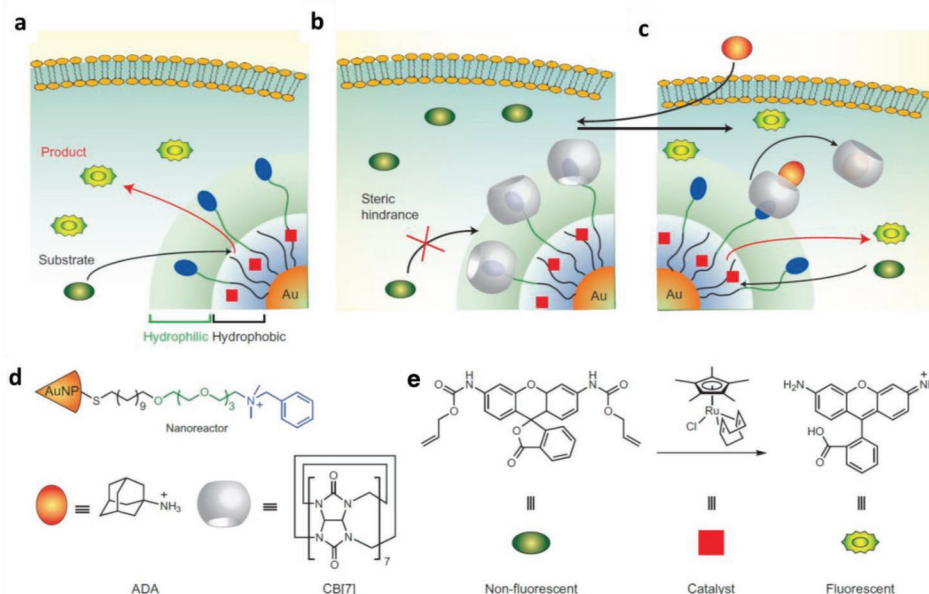 a
Product
Substrate
Au
Hydrophilic
Hydrophobic
b
Steric
hindrance
Au
c
Au
d
AuNP
S
9
O
O
3
N
+
Nanoreactor
≡
+
NH3
ADA
≡
O
N N
N N
O
7
CB[7]
e
H
N
O
O
O
H
N
O
O
O
O
Ru
Cl
H2N
O
HO
O
≡
Non-fluorescent
≡
Catalyst
≡
Fluorescent